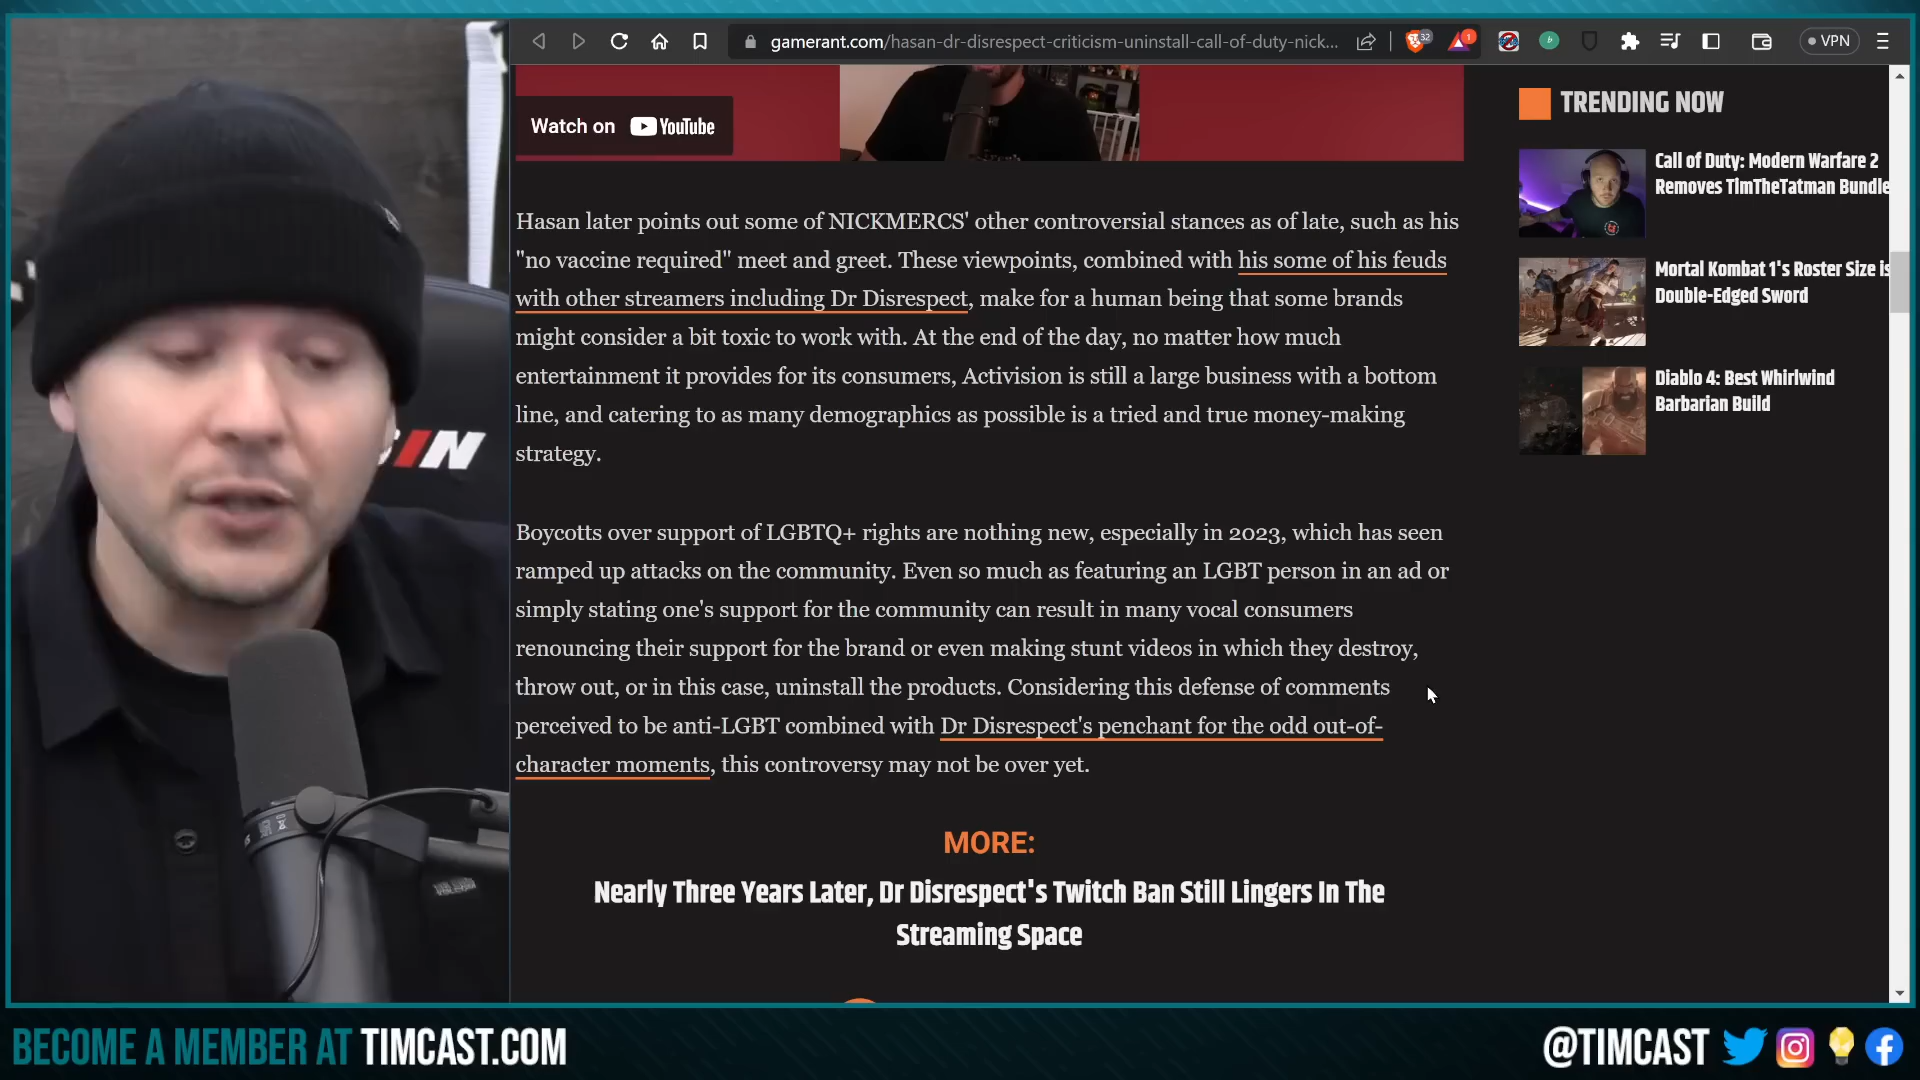 gamerant.com/hasan-dr-disrespect-criticism-uninstall-call-of-duty-nick...
32
1
VPN
Watch on YouTube
TRENDING NOW
Call of Duty: Modern Warfare 2
Removes TimTheTatman Bundle
Mortal Kombat 1's Roster Size is
Double-Edged Sword
Diablo 4: Best Whirlwind
Barbarian Build
Hasan later points out some of NICKMERCS' other controversial stances as of late, such as his
"no vaccine required" meet and greet. These viewpoints, combined with his some of his feuds
with other streamers including Dr Disrespect, make for a human being that some brands
might consider a bit toxic to work with. At the end of the day, no matter how much
entertainment it provides for its consumers, Activision is still a large business with a bottom
line, and catering to as many demographics as possible is a tried and true money-making
strategy.
Boycotts over support of LGBTQ+ rights are nothing new, especially in 2023, which has seen
ramped up attacks on the community. Even so much as featuring an LGBT person in an ad or
simply stating one's support for the community can result in many vocal consumers
renouncing their support for the brand or even making stunt videos in which they destroy,
throw out, or in this case, uninstall the products. Considering this defense of comments
perceived to be anti-LGBT combined with Dr Disrespect's penchant for the odd out-of-
character moments, this controversy may not be over yet.
MORE:
Nearly Three Years Later, Dr Disrespect's Twitch Ban Still Lingers In The
Streaming Space
BECOME A MEMBER AT TIMCAST.COM
@TIMCAST